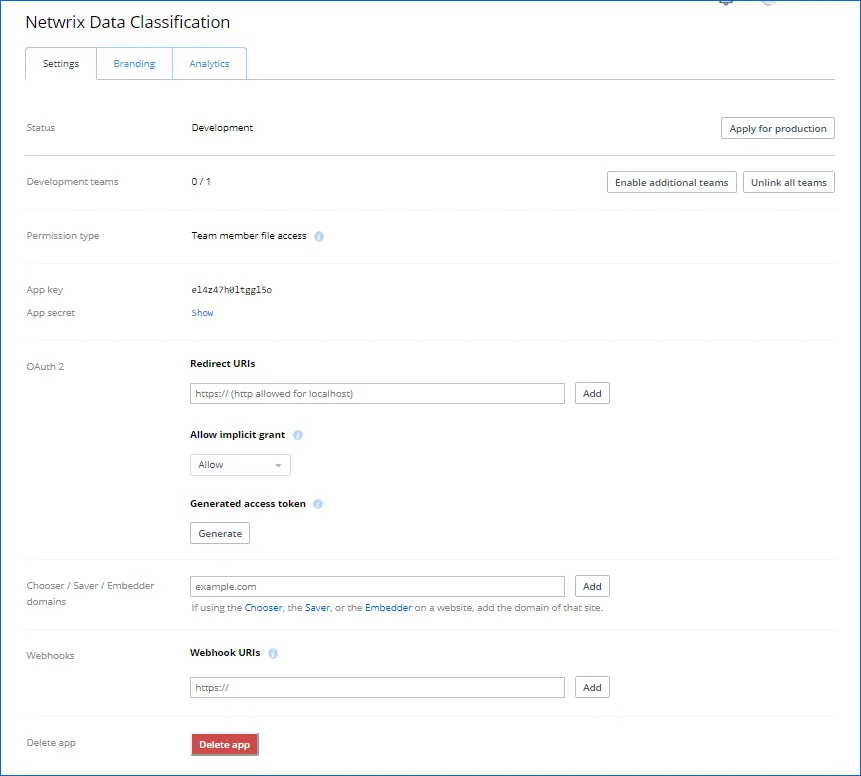 Netwrix Data Classification
Settings
Branding
Analytics
Status
Development
Apply for production
Development teams
0 / 1
Enable additional teams
Unlink all teams
Permission type
Team member file access
App key
el4z47h0ltggl5o
App secret
Show
OAuth 2
Redirect URIs
https:// (http allowed for localhost)
Add
Allow implicit grant
Allow
Generated access token
Generate
Chooser / Saver / Embedder
domains
example.com
Add
If using the Chooser, the Saver, or the Embedder on a website, add the domain of that site.
Webhooks
Webhook URIs
https://
Add
Delete app
Delete app